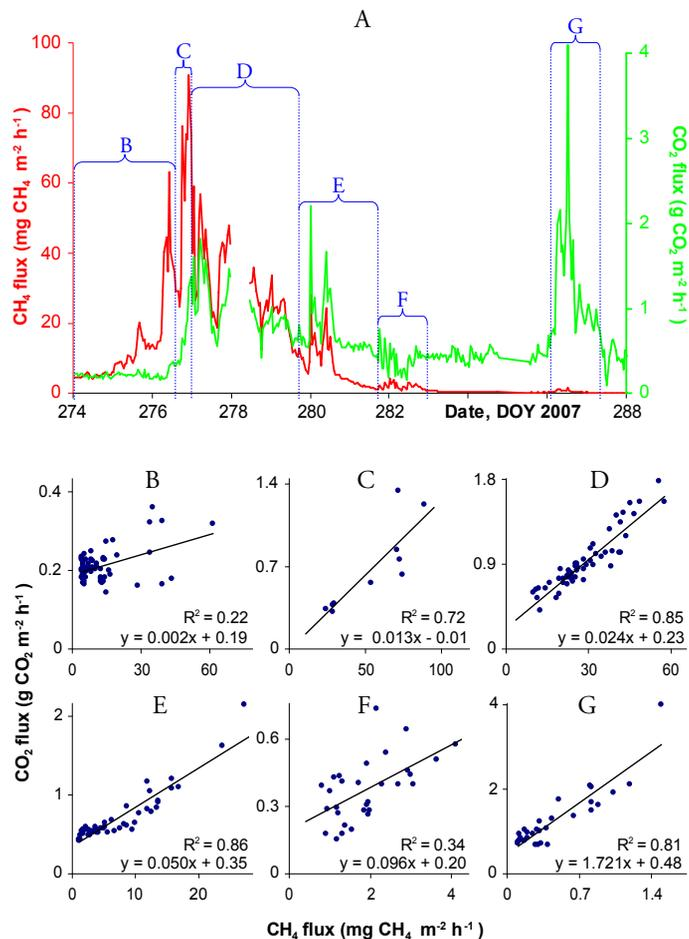 A
100
80
60
40
20
0
CH₄ flux (mg CH₄ m⁻² h⁻¹)
B
C
D
E
F
G
4
3
2
1
0
CO₂ flux (g CO₂ m⁻² h⁻¹)
274 276 278 280 282 Date, DOY 2007 288
B
0.4
0.2
0
R² = 0.22
y = 0.002x + 0.19
0 30 60
C
1.4
0.7
0
R² = 0.72
y = 0.013x - 0.01
0 50 100
D
1.8
0.9
0
R² = 0.85
y = 0.024x + 0.23
0 30 60
CO₂ flux (g CO₂ m⁻² h⁻¹)
E
2
1
0
R² = 0.86
y = 0.050x + 0.35
0 10 20
F
0.6
0.3
0
R² = 0.34
y = 0.096x + 0.20
0 2 4
G
4
2
0
R² = 0.81
y = 1.721x + 0.48
0 0.7 1.4
CH₄ flux (mg CH₄ m⁻² h⁻¹)